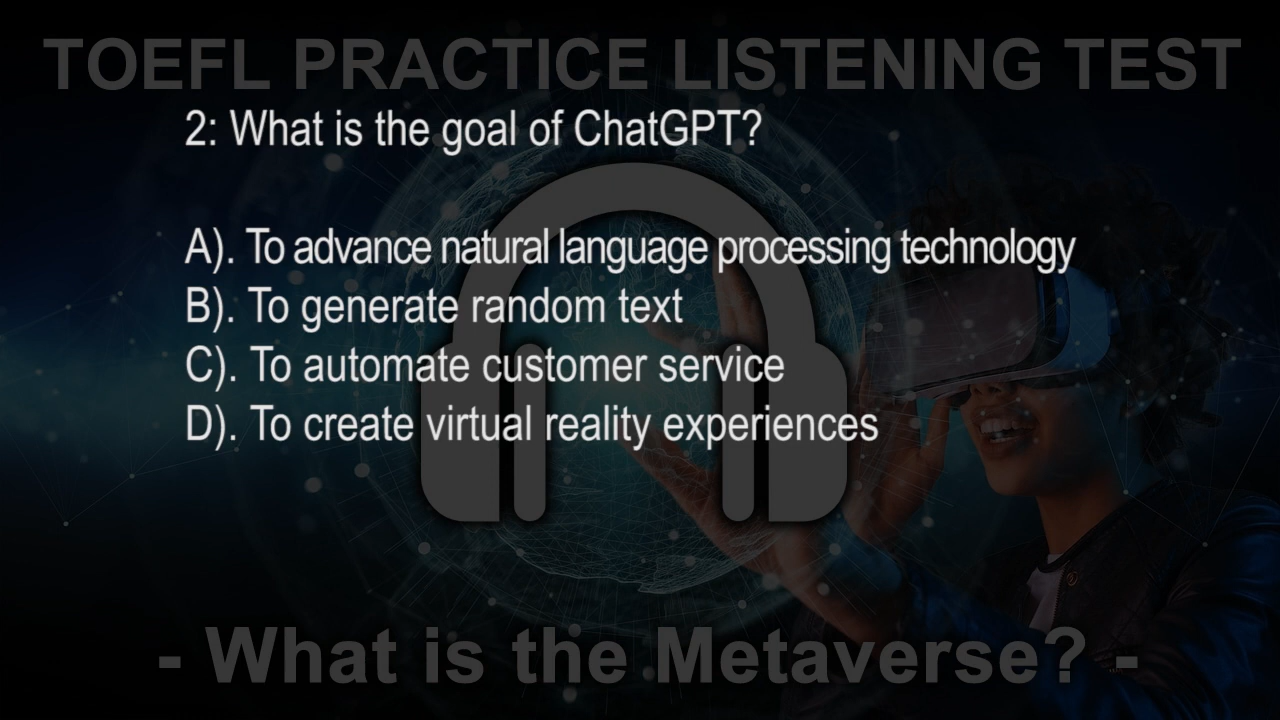 TOEFL PRACTICE LISTENING TEST
2: What is the goal of ChatGPT?
A). To advance natural language processing technology
B). To generate random text
C). To automate customer service
D). To create virtual reality experiences
- What is the Metaverse? -